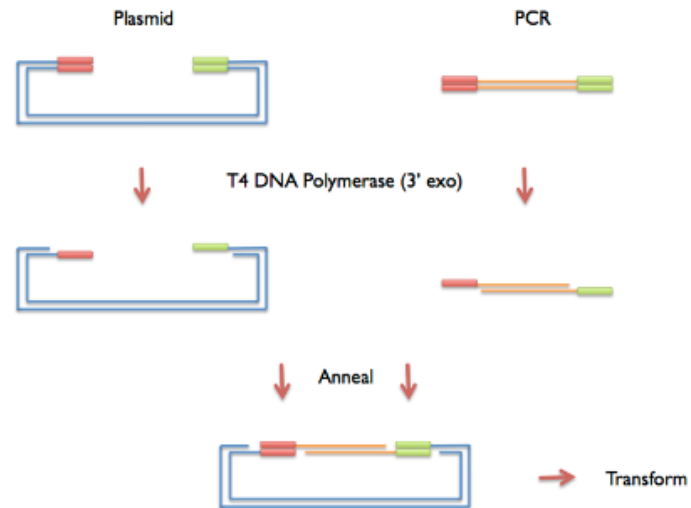 Plasmid
PCR
T4 DNA Polymerase (3' exo)
Anneal
Transform